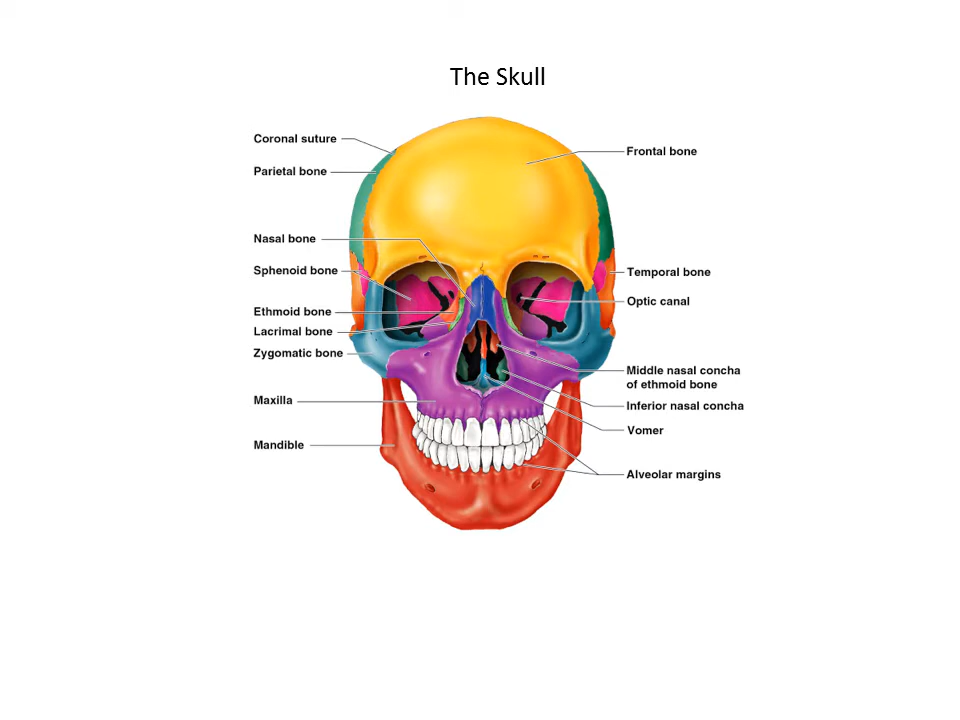 The Skull
Coronal suture
Parietal bone
Nasal bone
Sphenoid bone
Ethmoid bone
Lacrimal bone
Zygomatic bone
Maxilla
Mandible
Frontal bone
Temporal bone
Optic canal
Middle nasal concha
of ethmoid bone
Inferior nasal concha
Vomer
Alveolar margins